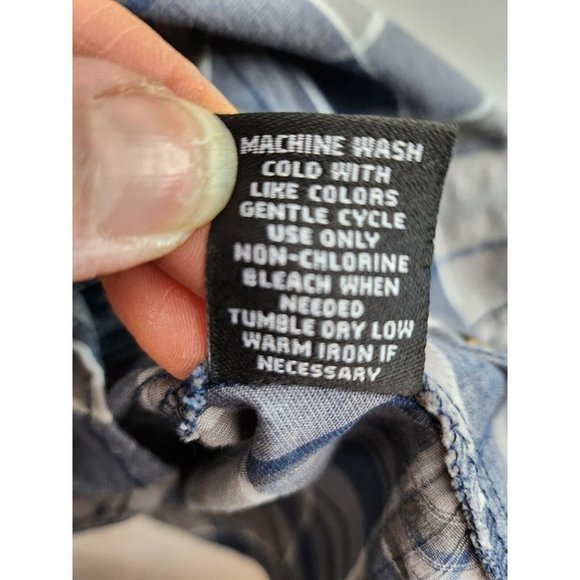 MACHINE WASH
COLD WITH
LIKE COLORS
GENTLE CYCLE
USE ONLY
NON-CHLORINE
BLEACH WHEN
NEEDED
TUMBLE DRY LOW
WARM IRON IF
NECESSARY